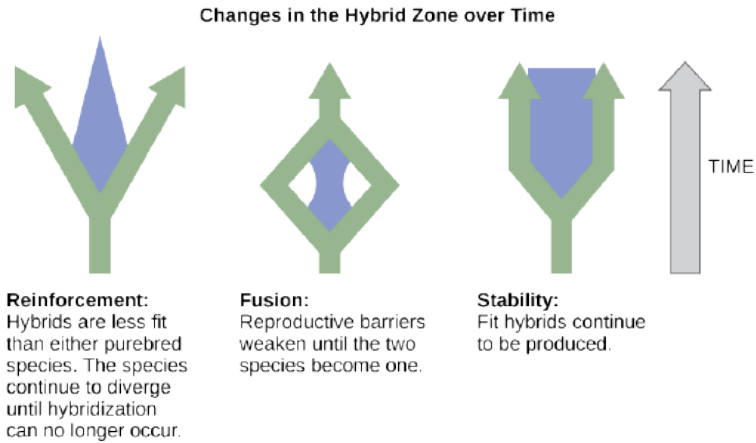 Changes in the Hybrid Zone over Time
TIME
Reinforcement:
Hybrids are less fit
than either purebred
species. The species
continue to diverge
until hybridization
can no longer occur.
Fusion:
Reproductive barriers
weaken until the two
species become one.
Stability:
Fit hybrids continue
to be produced.